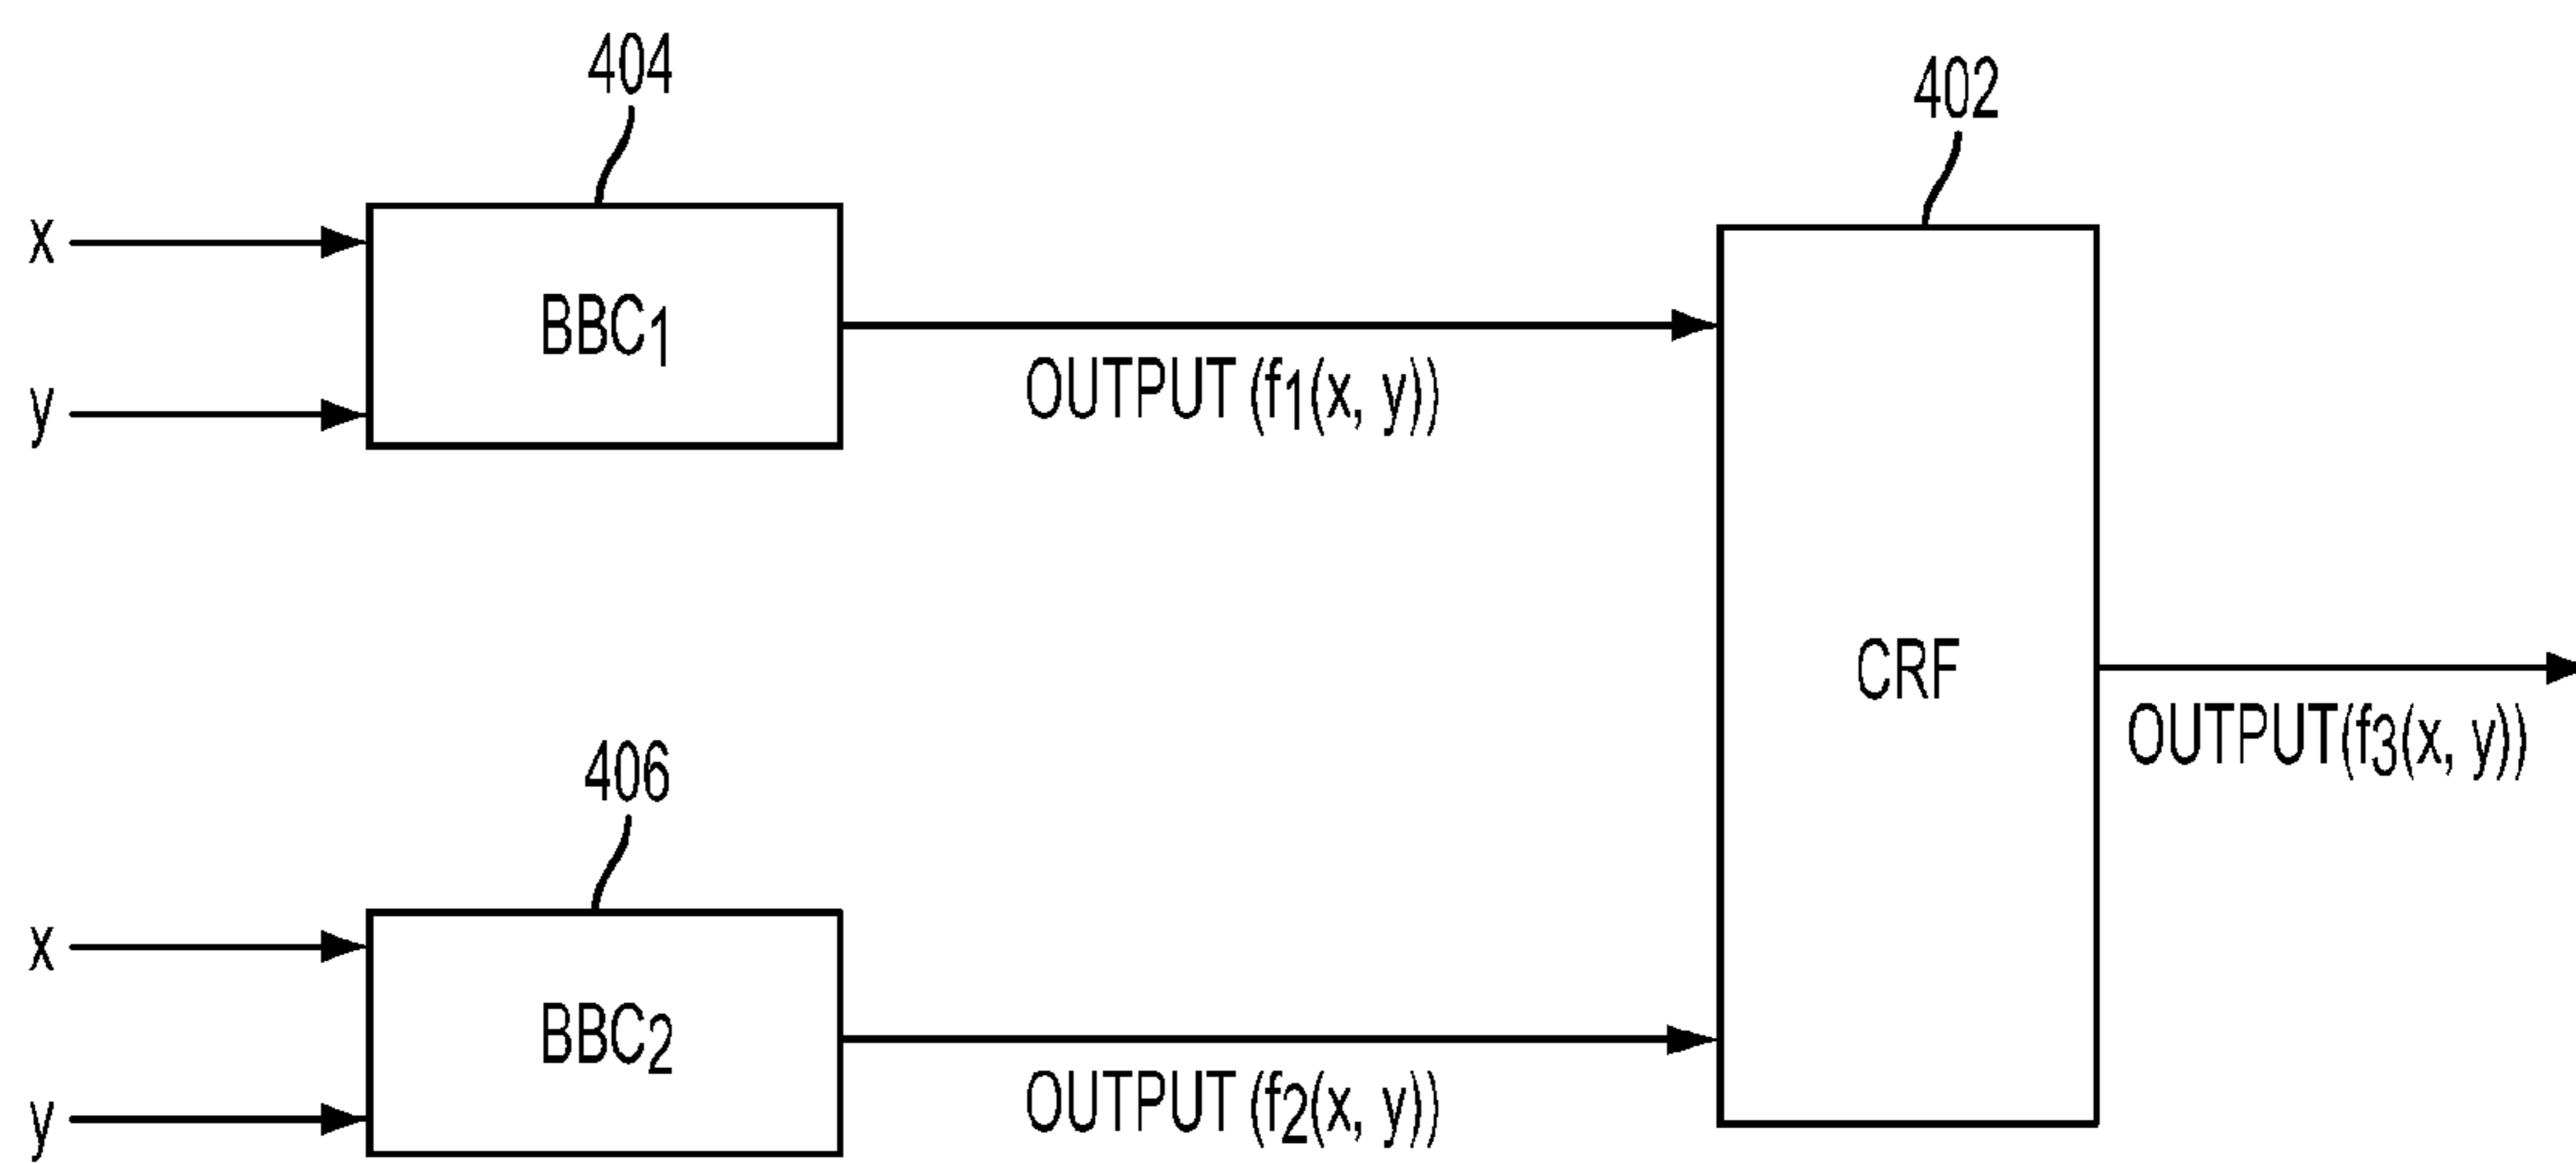 404
402
x
BBC1
y
OUTPUT (f1(x, y))
CRF
OUTPUT(f3(x, y))
406
x
BBC2
y
OUTPUT (f2(x, y))